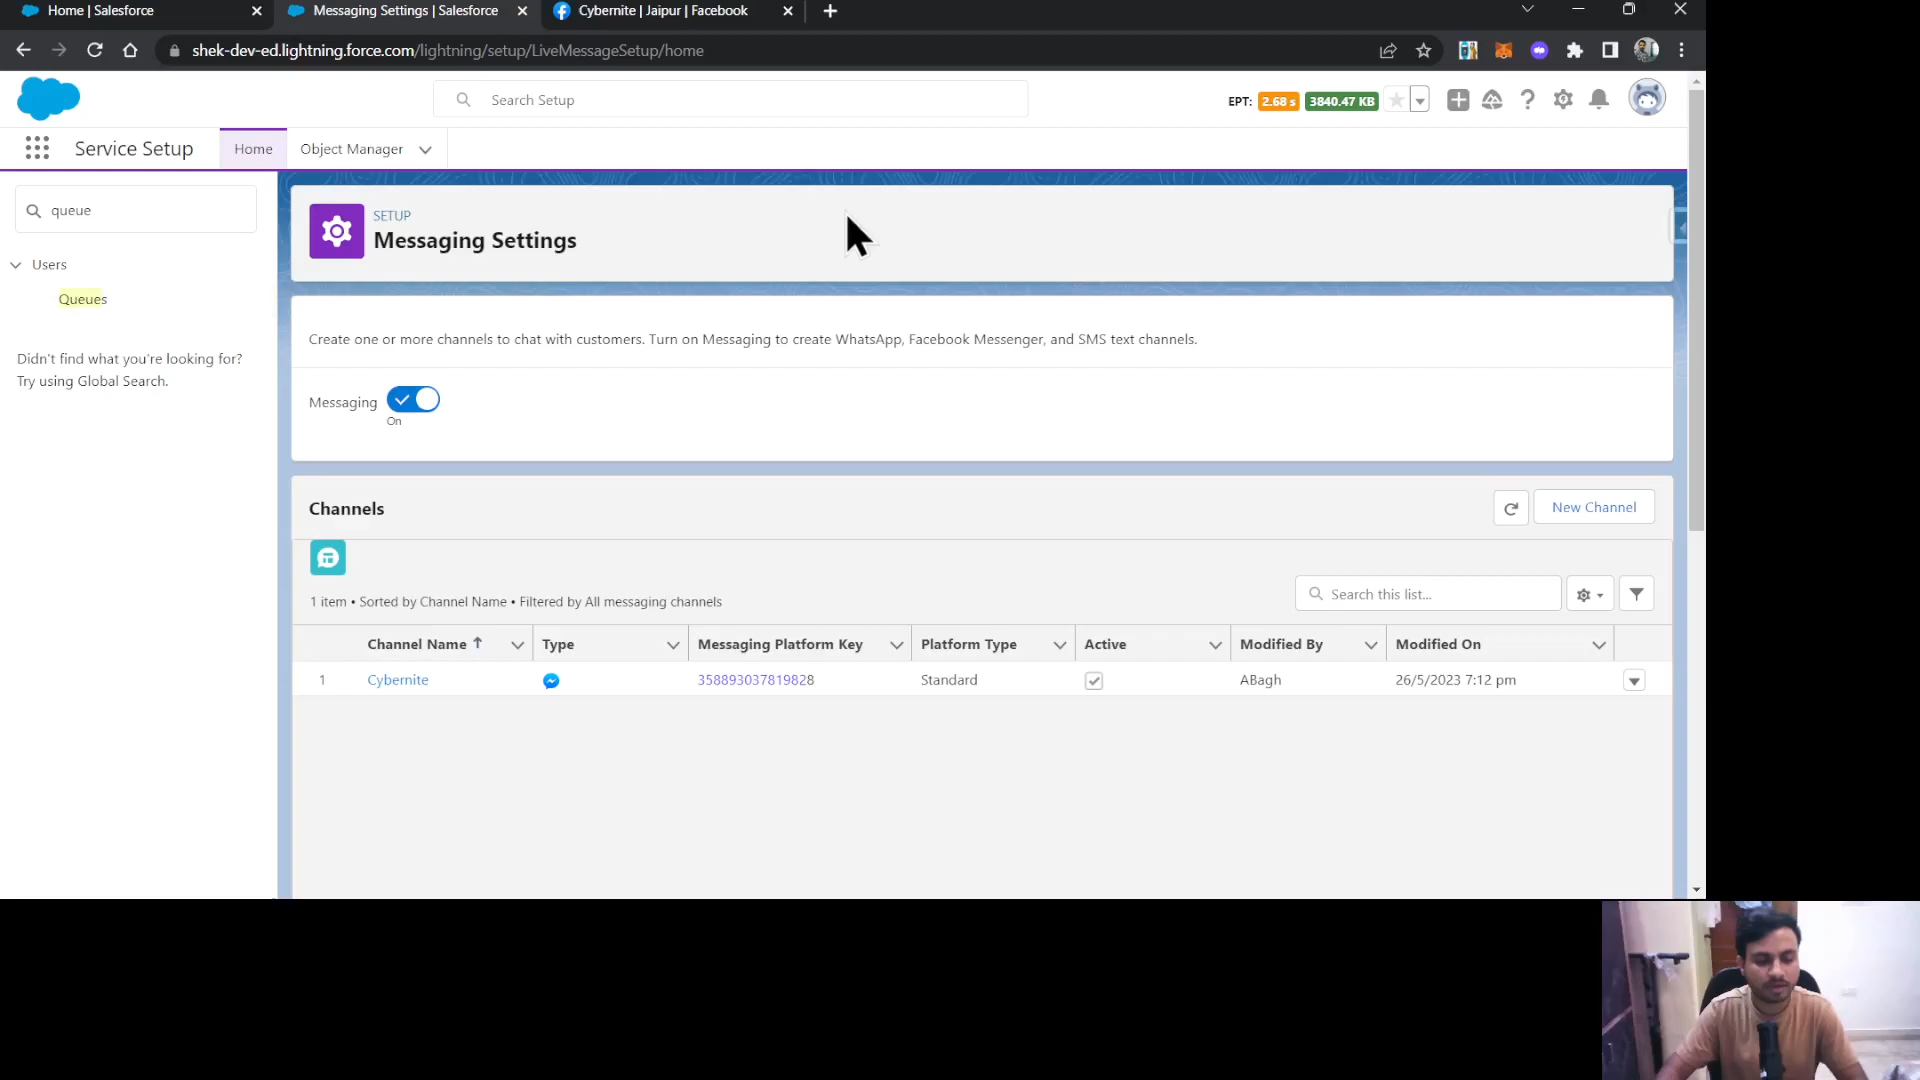 Home | Salesforce
Messaging Settings | Salesforce
Cybernite | Jaipur | Facebook
shek-dev-ed.lightning.force.com/lightning/setup/LiveMessageSetup/home
Search Setup
EPT: 2.68 s 3840.47 KB
Service Setup
Home
Object Manager
queue
Users
Queues
Didn't find what you're looking for?
Try using Global Search.
SETUP
Messaging Settings
Create one or more channels to chat with customers. Turn on Messaging to create WhatsApp, Facebook Messenger, and SMS text channels.
Messaging
On
Channels
New Channel
1 item • Sorted by Channel Name • Filtered by All messaging channels
Search this list...
Channel Name Type Messaging Platform Key Platform Type Active Modified By Modified On
1 Cybernite 358893037819828 Standard ABagh 26/5/2023 7:12 pm